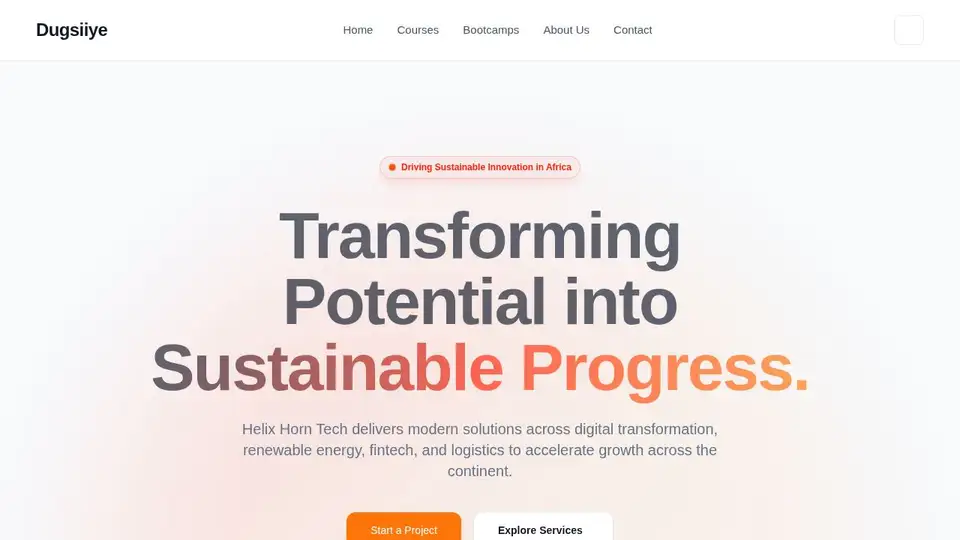 Dugsiiye
Home Courses Bootcamps About Us Contact
Driving Sustainable Innovation in Africa
Transforming
Potential into
Sustainable Progress.
Helix Horn Tech delivers modern solutions across digital transformation,
renewable energy, fintech, and logistics to accelerate growth across the
continent.
Start a Project Explore Services